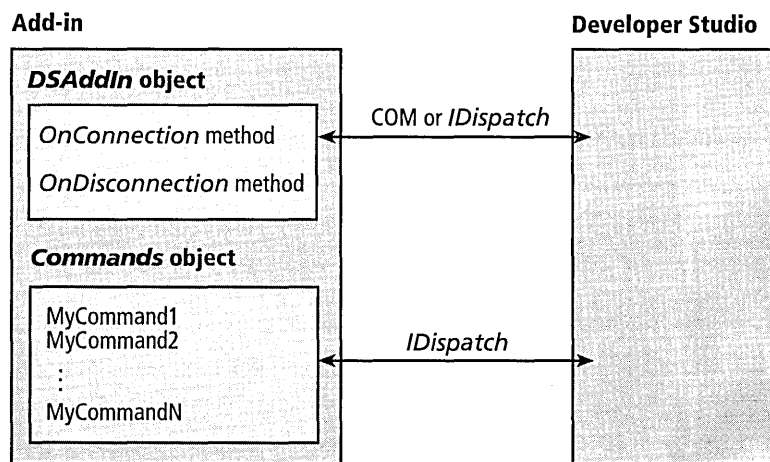 Add-in
Developer Studio
DSAddIn object
OnConnection method
COM or IDispatch
OnDisconnection method
Commands object
MyCommand1
MyCommand2
IDispatch
⋮
MyCommandN